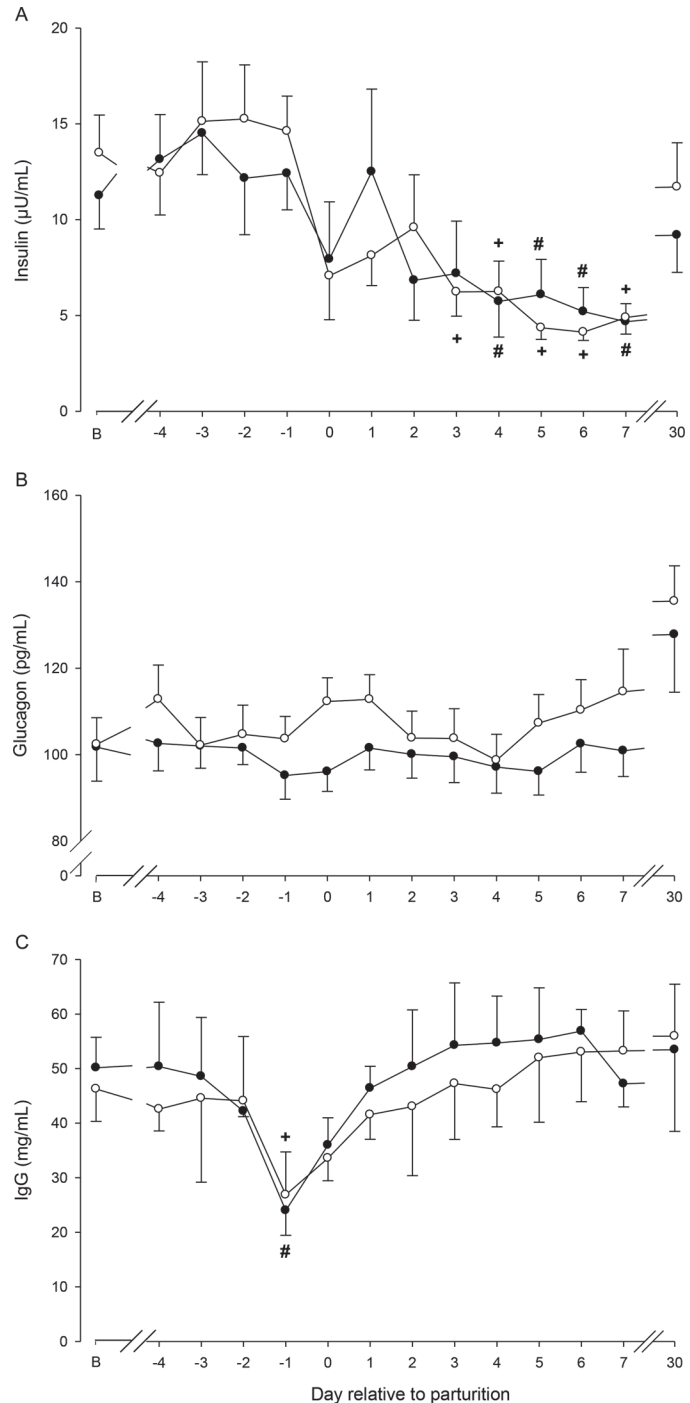 A
20
15
10
5
0
Insulin (µU/mL)
+ # # +
+ # + + #
B -4 -3 -2 -1 0 1 2 3 4 5 6 7 30
B
160
140
120
100
80
0
Glucagon (pg/mL)
B -4 -3 -2 -1 0 1 2 3 4 5 6 7 30
C
70
60
50
40
30
20
10
0
IgG (mg/mL)
+
#
B -4 -3 -2 -1 0 1 2 3 4 5 6 7 30
Day relative to parturition